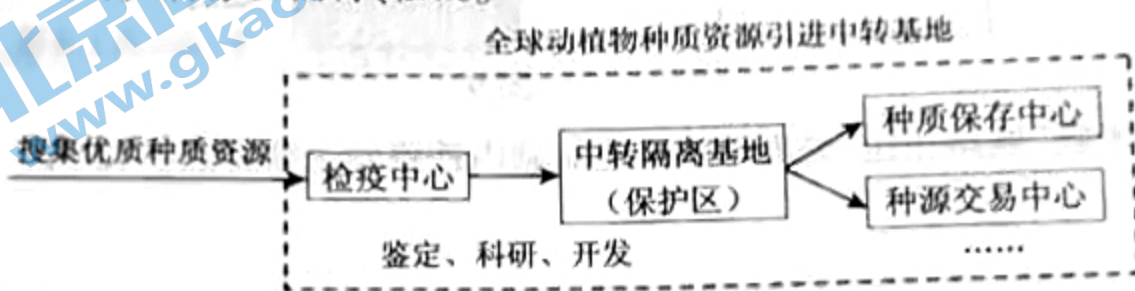 全球动植物种质资源引进中转基地
搜集优质种质资源
检疫中心
中转隔离基地
（保护区）
种质保存中心
种源交易中心
鉴定、科研、开发
……
www.gkao